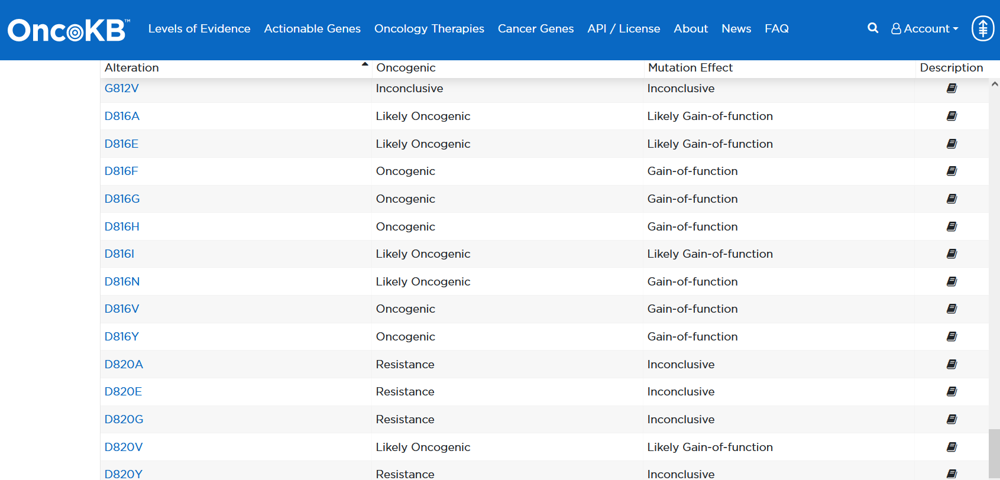 OncoKB™ Levels of Evidence Actionable Genes Oncology Therapies Cancer Genes API / License About News FAQ Account
Alteration Oncogenic Mutation Effect Description
G812V Inconclusive Inconclusive
D816A Likely Oncogenic Likely Gain-of-function
D816E Likely Oncogenic Likely Gain-of-function
D816F Oncogenic Gain-of-function
D816G Oncogenic Gain-of-function
D816H Oncogenic Gain-of-function
D816I Likely Oncogenic Likely Gain-of-function
D816N Likely Oncogenic Gain-of-function
D816V Oncogenic Gain-of-function
D816Y Oncogenic Gain-of-function
D820A Resistance Inconclusive
D820E Resistance Inconclusive
D820G Resistance Inconclusive
D820V Likely Oncogenic Likely Gain-of-function
D820Y Resistance Inconclusive